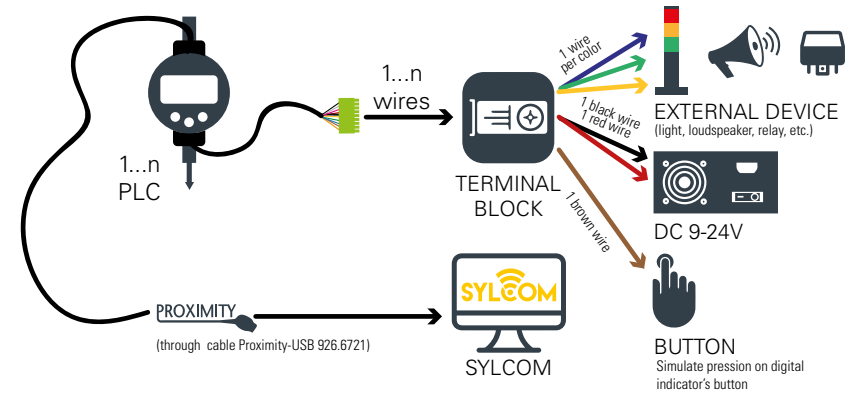 1...n
PLC
1...n
wires
TERMINAL
BLOCK
1 wire
per color
1 black wire
1 red wire
1 brown wire
EXTERNAL DEVICE
(light, loudspeaker, relay, etc.)
DC 9-24V
BUTTON
Simulate pression on digital
indicator's button
PROXIMITY
(through cable Proximity-USB 926.6721)
SYLCOM
SYLCOM